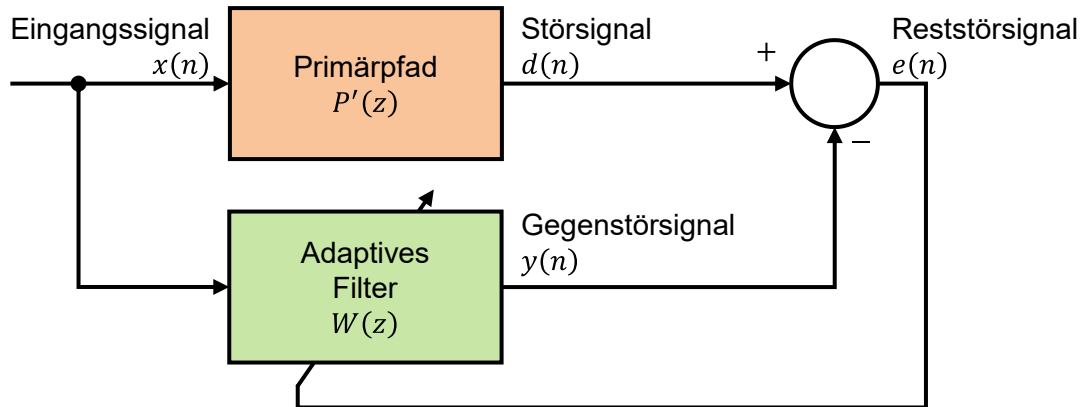 Eingangssignal
x(n)
Primärpfad
P′(z)
Störsignal
d(n)
+
Reststörsignal
e(n)
−
Adaptives
Filter
W(z)
Gegenstörsignal
y(n)